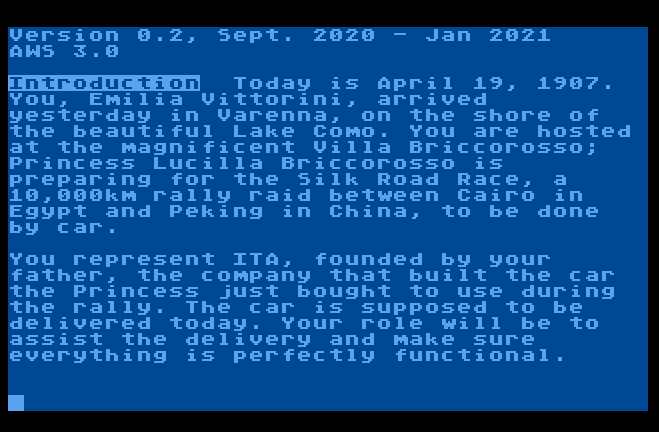 Version 0.2, Sept. 2020 - Jan 2021
AWS 3.0
Introduction  Today is April 19, 1907.
You, Emilia Vittorini, arrived
yesterday in Varenna, on the shore of
the beautiful Lake Como. You are hosted
at the magnificent Villa Briccorosso;
Princess Lucilla Briccorosso is
preparing for the Silk Road Race, a
10,000km rally raid between Cairo in
Egypt and Peking in China, to be done
by car.
You represent ITA, founded by your
father, the company that built the car
the Princess just bought to use during
the rally. The car is supposed to be
delivered today. Your role will be to
assist the delivery and make sure
everything is perfectly functional.